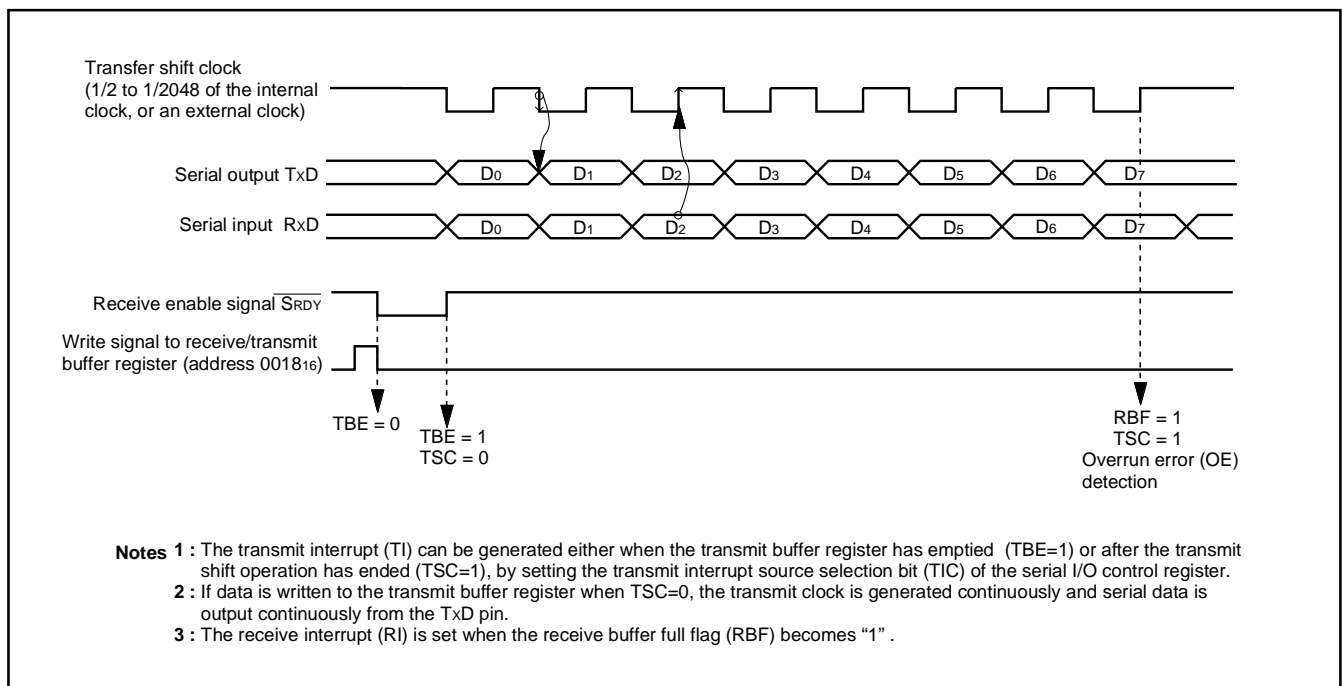 Transfer shift clock
(1/2 to 1/2048 of the internal
clock, or an external clock)
Serial output TxD
D0 D1 D2 D3 D4 D5 D6 D7
Serial input RxD
D0 D1 D2 D3 D4 D5 D6 D7
Receive enable signal SRDY
Write signal to receive/transmit
buffer register (address 001816)
TBE = 0
TBE = 1
TSC = 0
RBF = 1
TSC = 1
Overrun error (OE)
detection
Notes 1 : The transmit interrupt (TI) can be generated either when the transmit buffer register has emptied (TBE=1) or after the transmit
shift operation has ended (TSC=1), by setting the transmit interrupt source selection bit (TIC) of the serial I/O control register.
2 : If data is written to the transmit buffer register when TSC=0, the transmit clock is generated continuously and serial data is
output continuously from the TxD pin.
3 : The receive interrupt (RI) is set when the receive buffer full flag (RBF) becomes “1” .